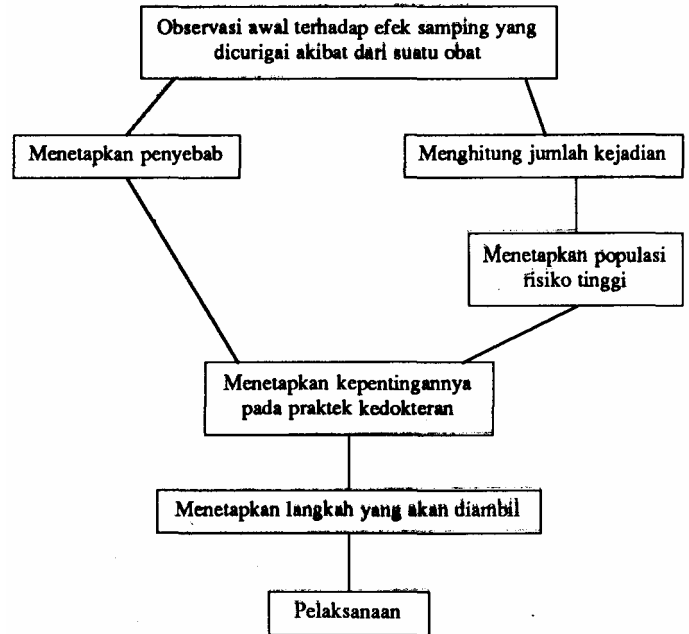 Observasi awal terhadap efek samping yang
dicurigai akibat dari suatu obat
Menetapkan penyebab
Menghitung jumlah kejadian
Menetapkan populasi
risiko tinggi
Menetapkan kepentingannya
pada praktek kedokteran
Menetapkan langkah yang akan diambil
Pelaksanaan